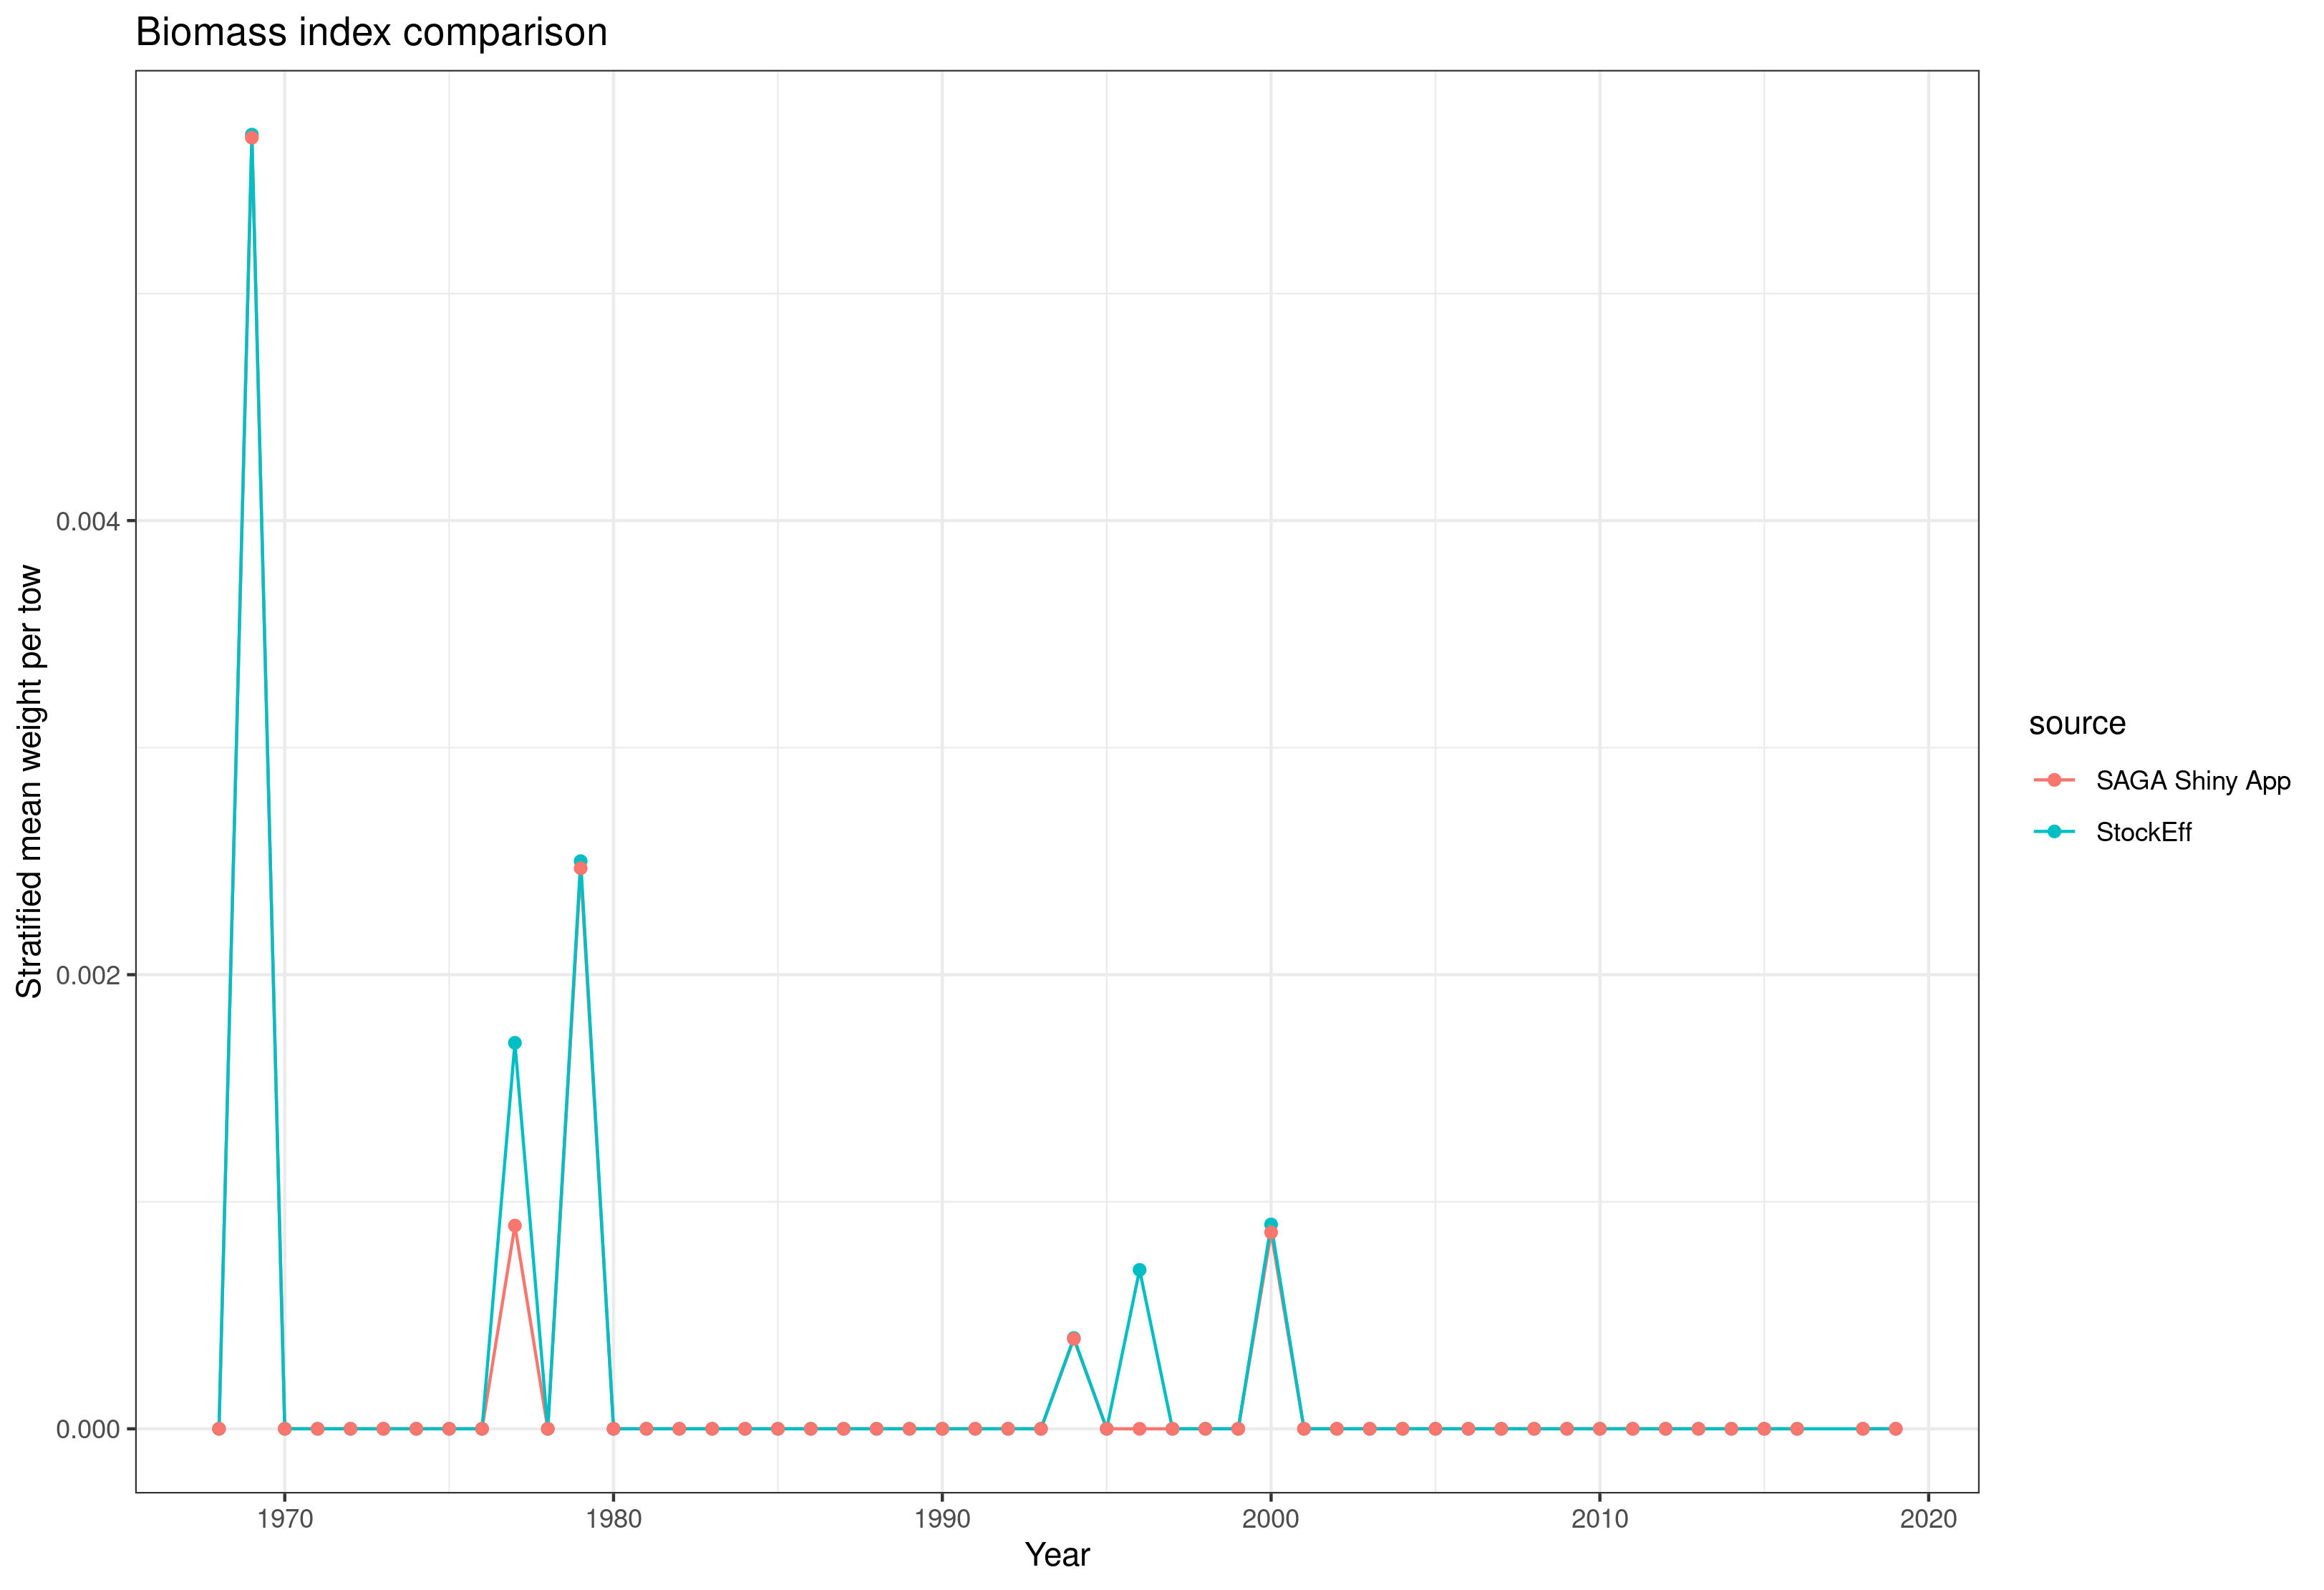 Biomass index comparison
Stratified mean weight per tow
0.004
0.002
0.000
1970
1980
1990
2000
2010
2020
Year
source
SAGA Shiny App
StockEff